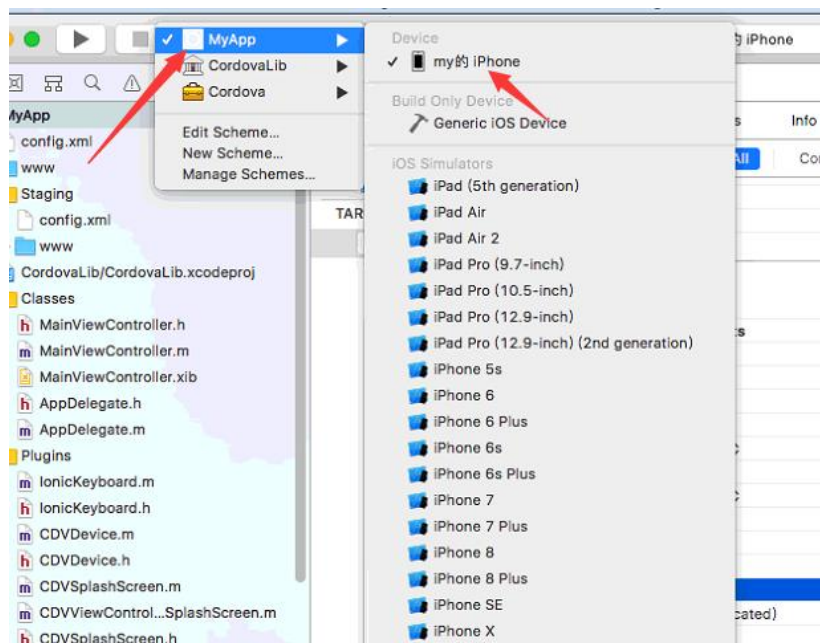 MyApp
CordovaLib
Cordova
Edit Scheme...
New Scheme...
Manage Schemes...
Device
my的 iPhone
Build Only Device
Generic iOS Device
iOS Simulators
iPad (5th generation)
iPad Air
iPad Air 2
iPad Pro (9.7-inch)
iPad Pro (10.5-inch)
iPad Pro (12.9-inch)
iPad Pro (12.9-inch) (2nd generation)
iPhone 5s
iPhone 6
iPhone 6 Plus
iPhone 6s
iPhone 6s Plus
iPhone 7
iPhone 7 Plus
iPhone 8
iPhone 8 Plus
iPhone SE
iPhone X
MyApp
config.xml
www
Staging
config.xml
www
CordovaLib/CordovaLib.xcodeproj
Classes
MainViewController.h
MainViewController.m
MainViewController.xib
AppDelegate.h
AppDelegate.m
Plugins
IonicKeyboard.m
IonicKeyboard.h
CDVDevice.m
CDVDevice.h
CDVSplashScreen.m
CDVViewControl...SplashScreen.m
CDVSplashScreen.h
TAR
的 iPhone
Info
All
Co
cated)